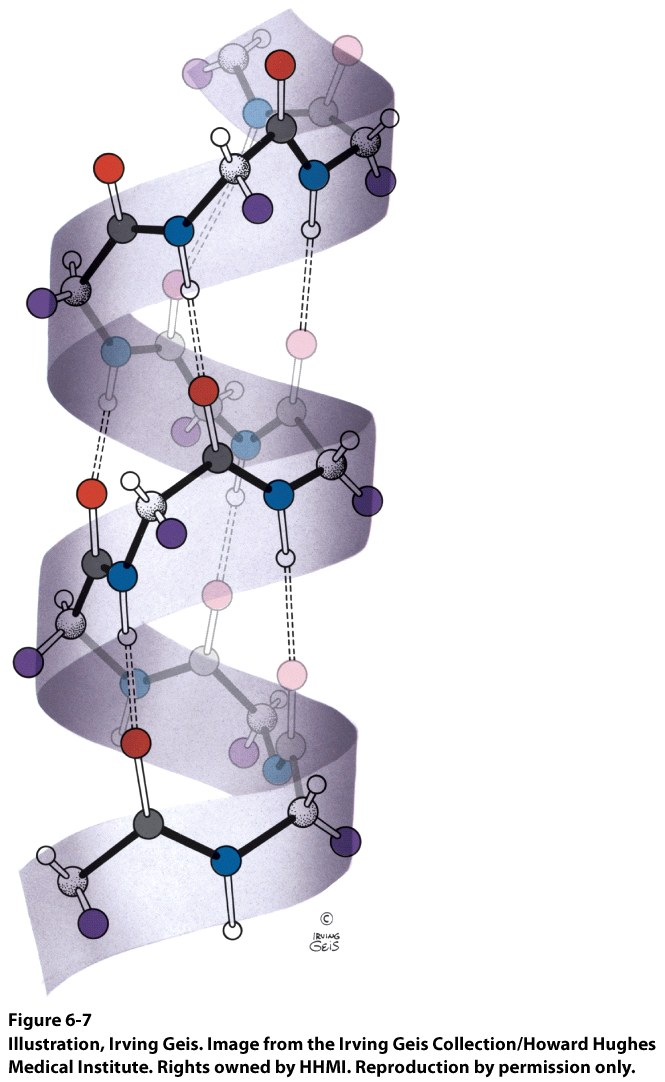 ©
IRVING
GEIS
Figure 6-7
Illustration, Irving Geis. Image from the Irving Geis Collection/Howard Hughes
Medical Institute. Rights owned by HHMI. Reproduction by permission only.